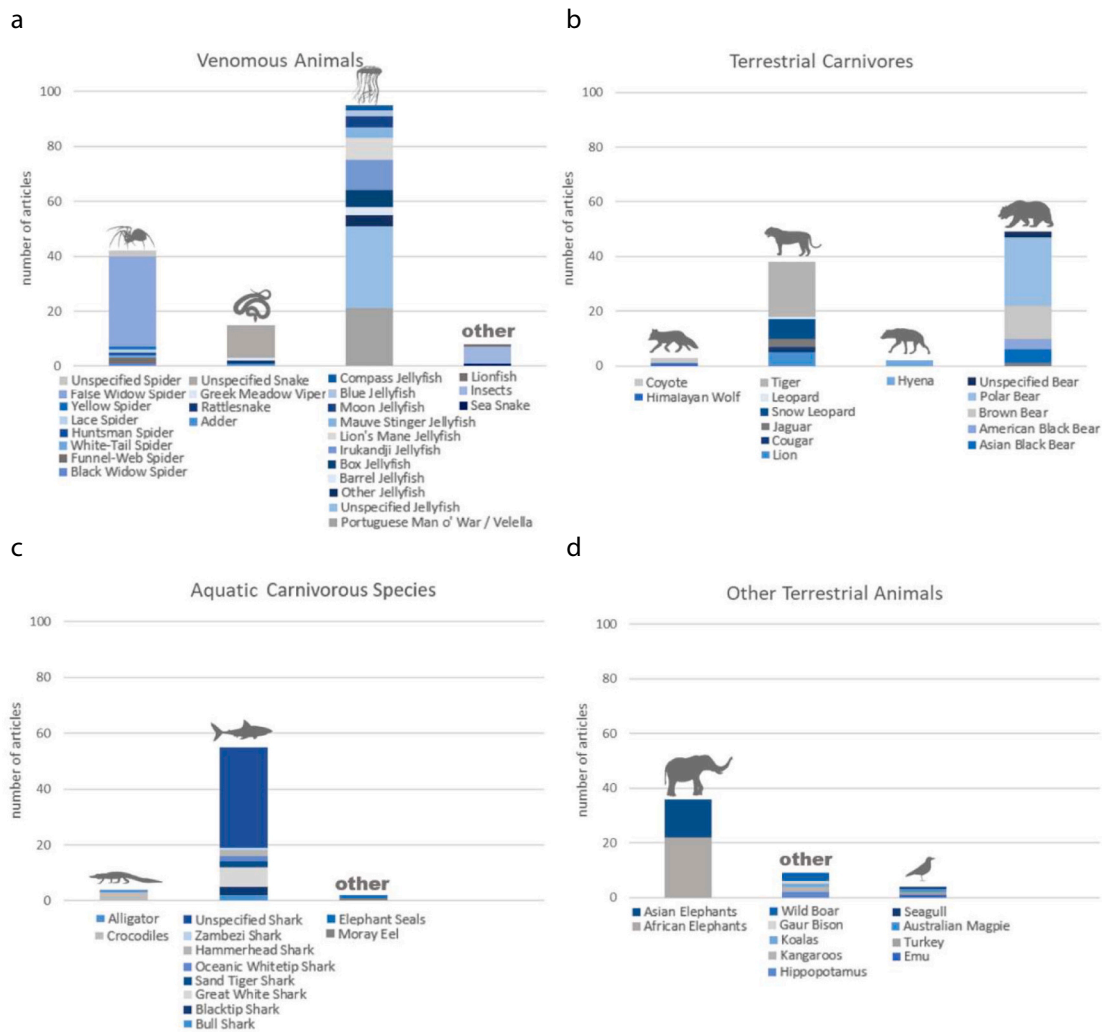 a
Venomous Animals
number of articles
100
80
60
40
20
0
other
Unspecified Spider
False Widow Spider
Yellow Spider
Lace Spider
Huntsman Spider
White-Tail Spider
Funnel-Web Spider
Black Widow Spider
Unspecified Snake
Greek Meadow Viper
Rattlesnake
Adder
Compass Jellyfish
Blue Jellyfish
Moon Jellyfish
Mauve Stinger Jellyfish
Lion's Mane Jellyfish
Irukandji Jellyfish
Box Jellyfish
Barrel Jellyfish
Other Jellyfish
Unspecified Jellyfish
Portuguese Man o' War / Velella
Lionfish
Insects
Sea Snake
b
Terrestrial Carnivores
number of articles
100
80
60
40
20
0
Coyote
Himalayan Wolf
Tiger
Leopard
Snow Leopard
Jaguar
Cougar
Lion
Hyena
Unspecified Bear
Polar Bear
Brown Bear
American Black Bear
Asian Black Bear
c
Aquatic Carnivorous Species
number of articles
100
80
60
40
20
0
other
Alligator
Crocodiles
Unspecified Shark
Zambezi Shark
Hammerhead Shark
Oceanic Whitetip Shark
Sand Tiger Shark
Great White Shark
Blacktip Shark
Bull Shark
Elephant Seals
Moray Eel
d
Other Terrestrial Animals
number of articles
100
80
60
40
20
0
other
Asian Elephants
African Elephants
Wild Boar
Gaur Bison
Koalas
Kangaroos
Hippopotamus
Seagull
Australian Magpie
Turkey
Emu